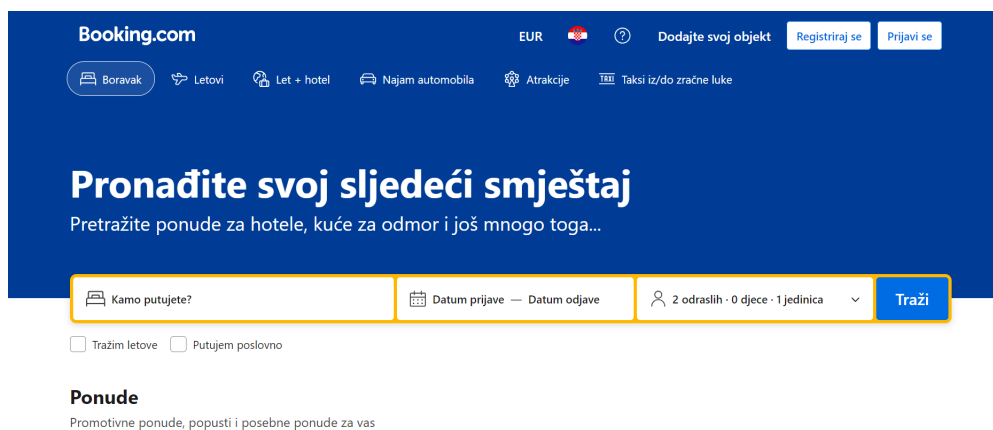 Booking.com EUR Dodajte svoj objekt Registriraj se Prijavi se
Boravak Letovi Let + hotel Najam automobila Atrakcije TAXI Taksi iz/do zračne luke
Pronađite svoj sljedeći smještaj
Pretražite ponude za hotele, kuće za odmor i još mnogo toga...
Kamo putujete? Datum prijave — Datum odjave 2 odraslih · 0 djece · 1 jedinica Traži
Tražim letove Putujem poslovno
Ponude
Promotivne ponude, popusti i posebne ponude za vas